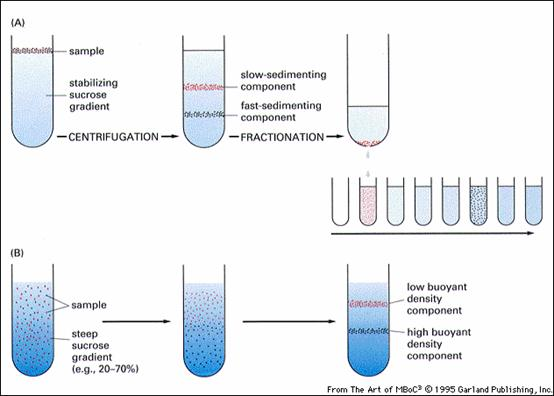 (A)
sample
stabilizing
sucrose
gradient
CENTRIFUGATION
slow-sedimenting
component
fast-sedimenting
component
FRACTIONATION
(B)
sample
steep
sucrose
gradient
(e.g., 20–70%)
low buoyant
density
component
high buoyant
density
component
From The Art of MBoC³ © 1995 Garland Publishing, Inc.